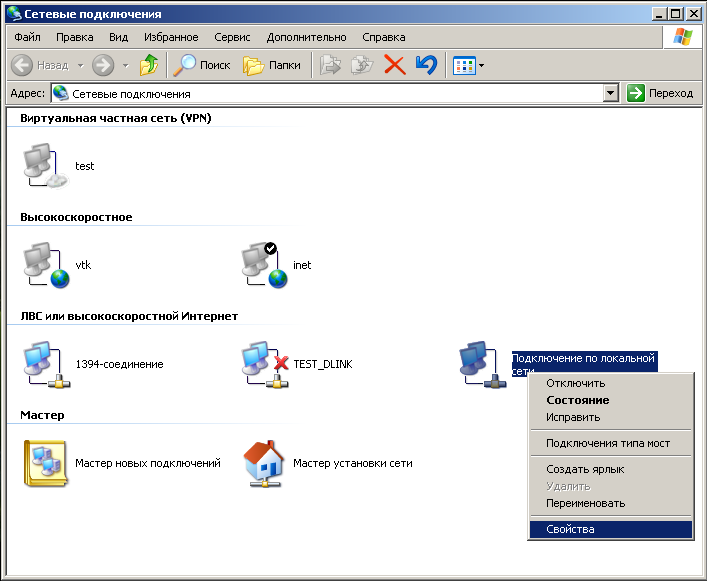 Сетевые подключения
Файл Правка Вид Избранное Сервис Дополнительно Справка
Назад Поиск Папки
Адрес: Сетевые подключения Переход
Виртуальная частная сеть (VPN)
test
Высокоскоростное
vtk inet
ЛВС или высокоскоростной Интернет
1394-соединение TEST_DLINK Подключение по локальной
сети
Отключить
Состояние
Исправить
Подключения типа мост
Создать ярлык
Удалить
Переименовать
Свойства
Мастер
Мастер новых подключений Мастер установки сети